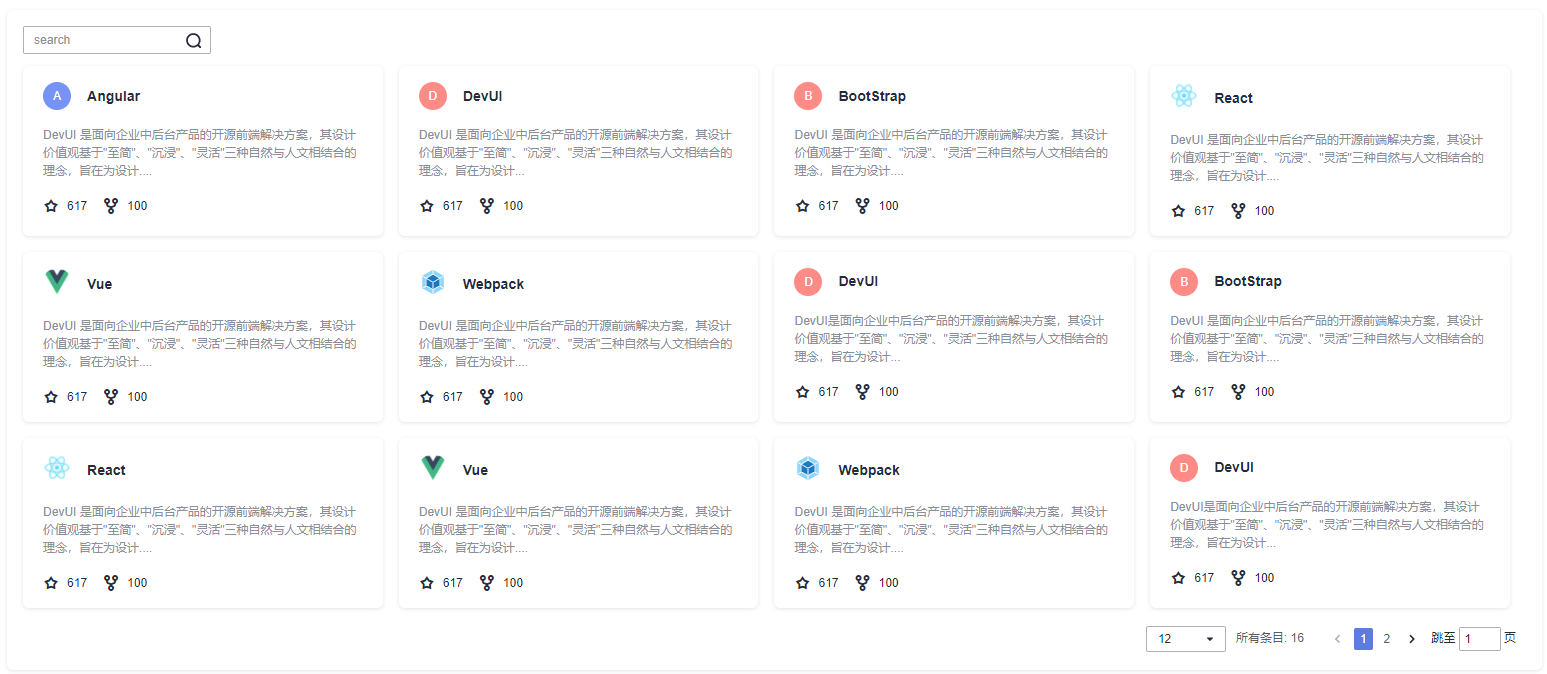 search
A Angular
DevUI 是面向企业中后台产品的开源前端解决方案，其设计
价值观基于"至简"、"沉浸"、"灵活"三种自然与人文相结合的
理念，旨在为设计....
617 100
D DevUI
DevUI 是面向企业中后台产品的开源前端解决方案，其设计
价值观基于"至简"、"沉浸"、"灵活"三种自然与人文相结合的
理念，旨在为设计...
617 100
B BootStrap
DevUI 是面向企业中后台产品的开源前端解决方案，其设计
价值观基于"至简"、"沉浸"、"灵活"三种自然与人文相结合的
理念，旨在为设计....
617 100
React
DevUI 是面向企业中后台产品的开源前端解决方案，其设计
价值观基于"至简"、"沉浸"、"灵活"三种自然与人文相结合的
理念，旨在为设计....
617 100
Vue
DevUI 是面向企业中后台产品的开源前端解决方案，其设计
价值观基于"至简"、"沉浸"、"灵活"三种自然与人文相结合的
理念，旨在为设计....
617 100
Webpack
DevUI 是面向企业中后台产品的开源前端解决方案，其设计
价值观基于"至简"、"沉浸"、"灵活"三种自然与人文相结合的
理念，旨在为设计....
617 100
D DevUI
DevUI是面向企业中后台产品的开源前端解决方案，其设计
价值观基于"至简"、"沉浸"、"灵活"三种自然与人文相结合的
理念，旨在为设计...
617 100
B BootStrap
DevUI 是面向企业中后台产品的开源前端解决方案，其设计
价值观基于"至简"、"沉浸"、"灵活"三种自然与人文相结合的
理念，旨在为设计....
617 100
React
DevUI 是面向企业中后台产品的开源前端解决方案，其设计
价值观基于"至简"、"沉浸"、"灵活"三种自然与人文相结合的
理念，旨在为设计....
617 100
Vue
DevUI 是面向企业中后台产品的开源前端解决方案，其设计
价值观基于"至简"、"沉浸"、"灵活"三种自然与人文相结合的
理念，旨在为设计....
617 100
Webpack
DevUI 是面向企业中后台产品的开源前端解决方案，其设计
价值观基于"至简"、"沉浸"、"灵活"三种自然与人文相结合的
理念，旨在为设计....
617 100
D DevUI
DevUI是面向企业中后台产品的开源前端解决方案，其设计
价值观基于"至简"、"沉浸"、"灵活"三种自然与人文相结合的
理念，旨在为设计...
617 100
12 所有条目: 16 1 2 跳至 1 页